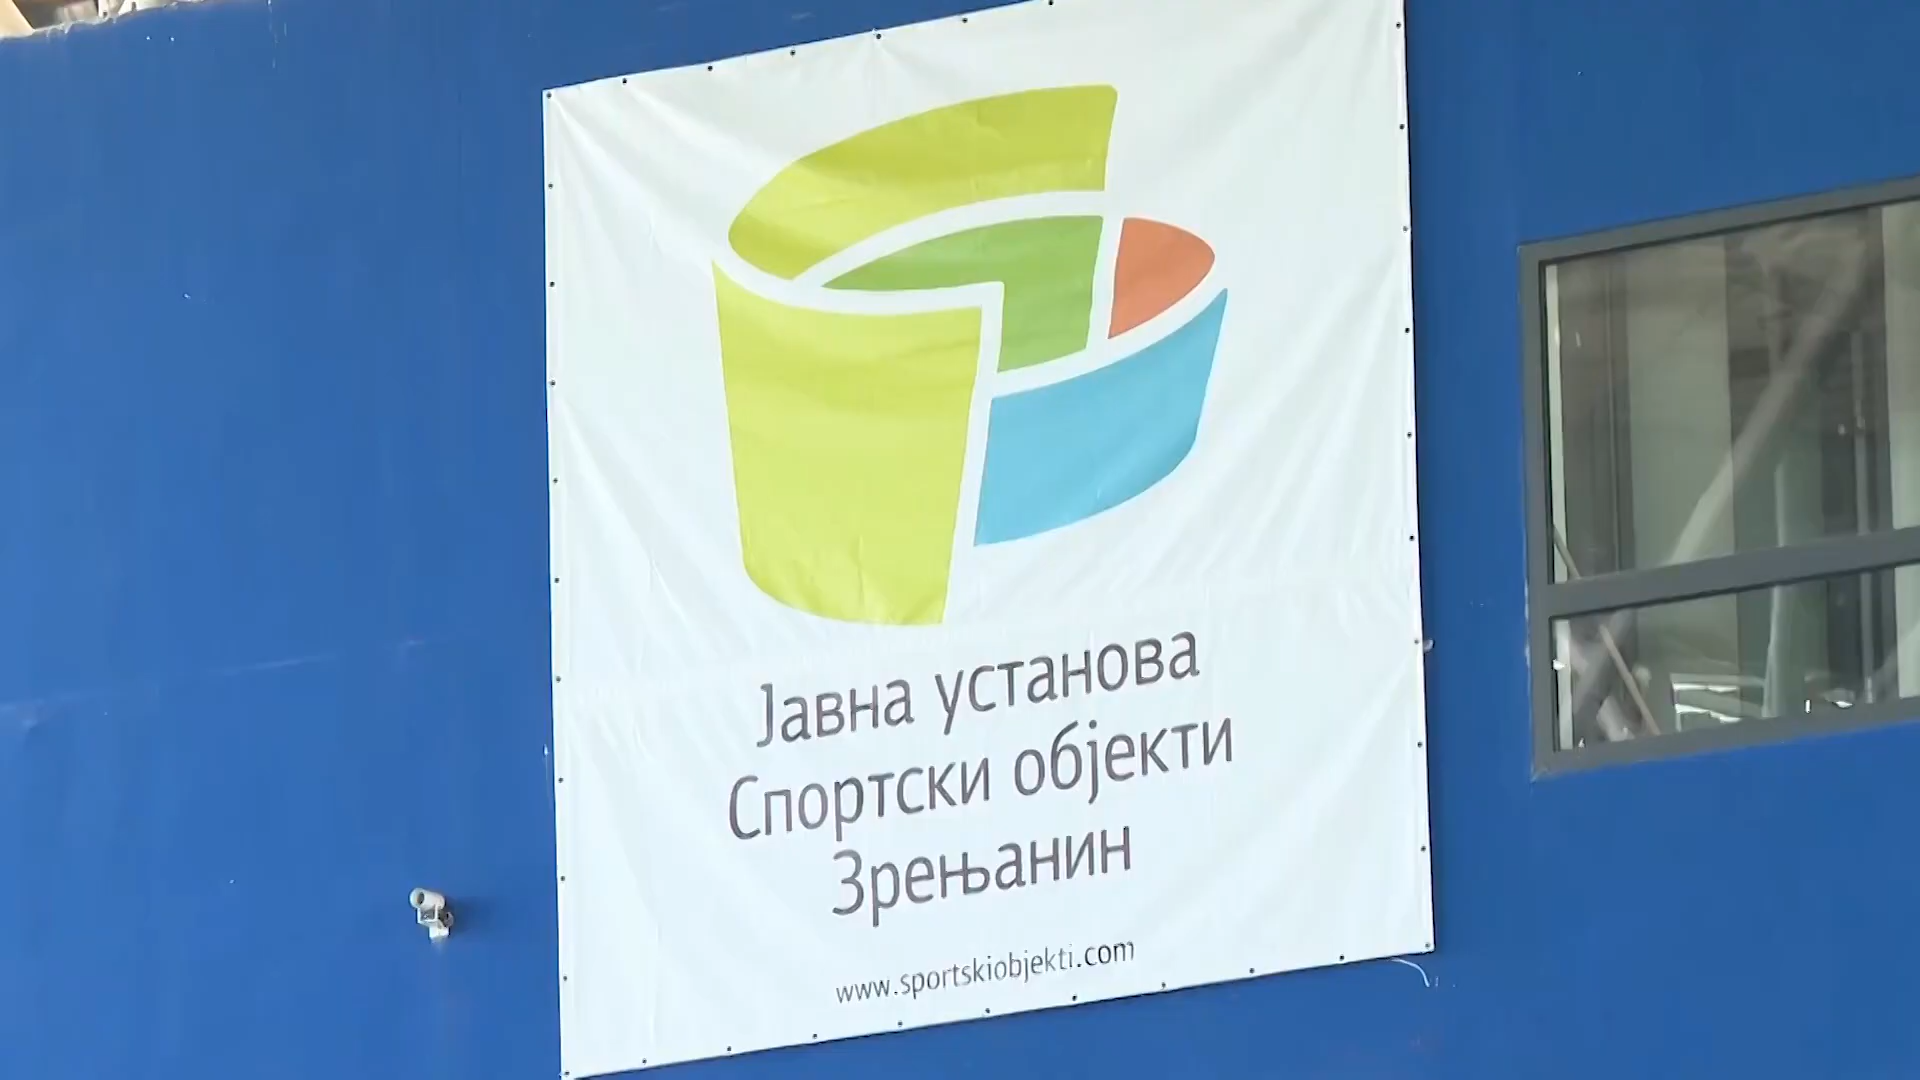 Јавна установа
Спортски објекти
Зрењанин
www.sportskiobjekti.com